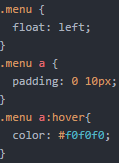 .menu {
  float: left;
}
.menu a {
  padding: 0 10px;
}
.menu a:hover{
  color: #f0f0f0;
}